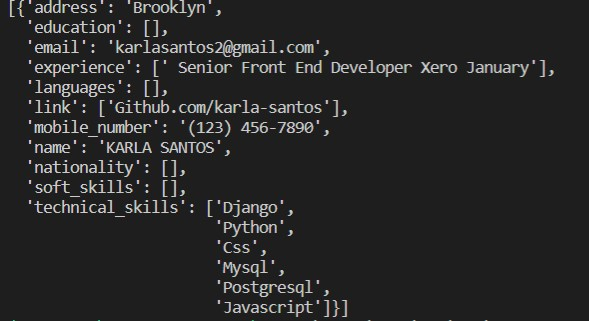 [{'address': 'Brooklyn',
'education': [],
'email': 'karlasantos2@gmail.com',
'experience': [' Senior Front End Developer Xero January'],
'languages': [],
'link': ['Github.com/karla-santos'],
'mobile_number': '(123) 456-7890',
'name': 'KARLA SANTOS',
'nationality': [],
'soft_skills': [],
'technical_skills': ['Django',
'Python',
'Css',
'Mysql',
'Postgresql',
'Javascript']}]